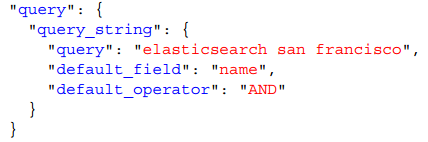 "query": {
  "query_string": {
    "query": "elasticsearch san francisco",
    "default_field": "name",
    "default_operator": "AND"
  }
}